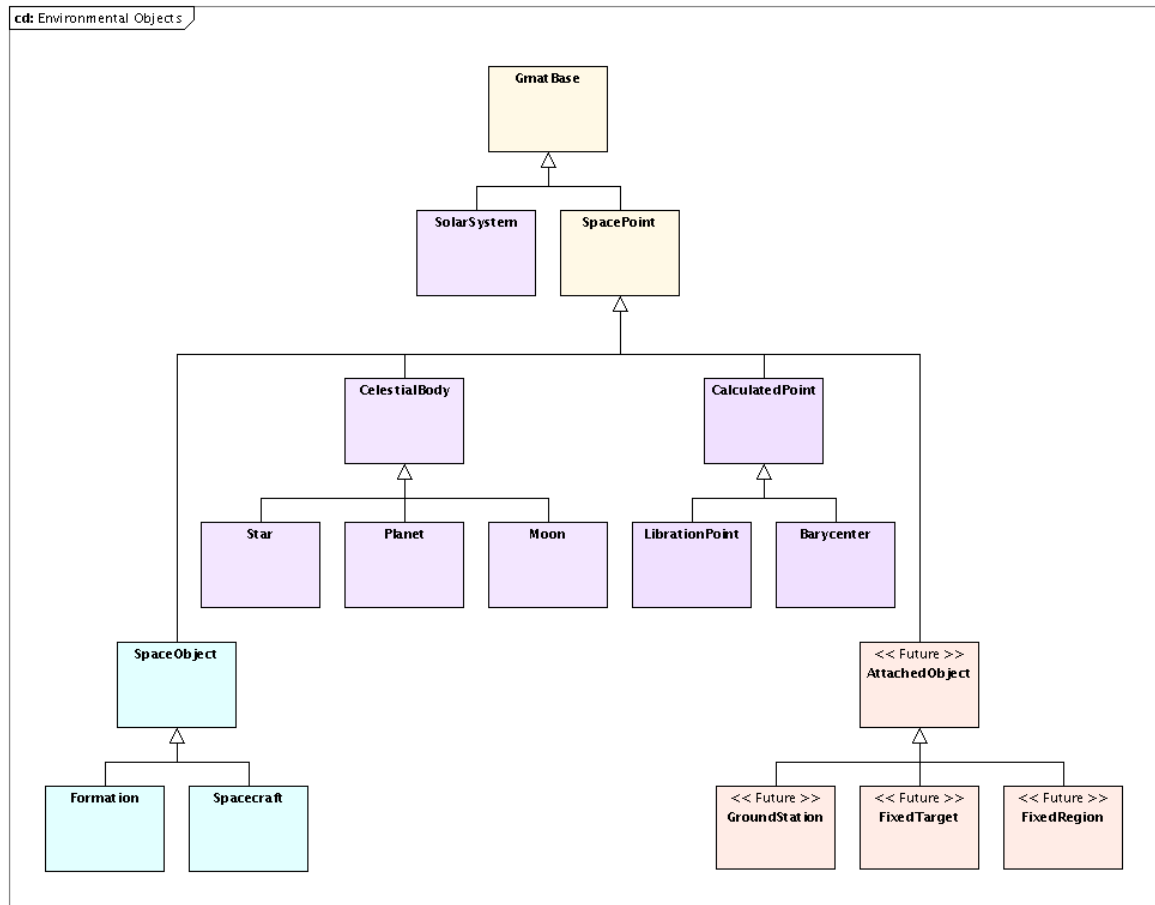 cd: Environmental Objects
GmatBase
SolarSystem
SpacePoint
CelestialBody
CalculatedPoint
Star
Planet
Moon
LibrationPoint
Barycenter
SpaceObject
<< Future >>
AttachedObject
Formation
Spacecraft
<< Future >>
GroundStation
<< Future >>
FixedTarget
<< Future >>
FixedRegion